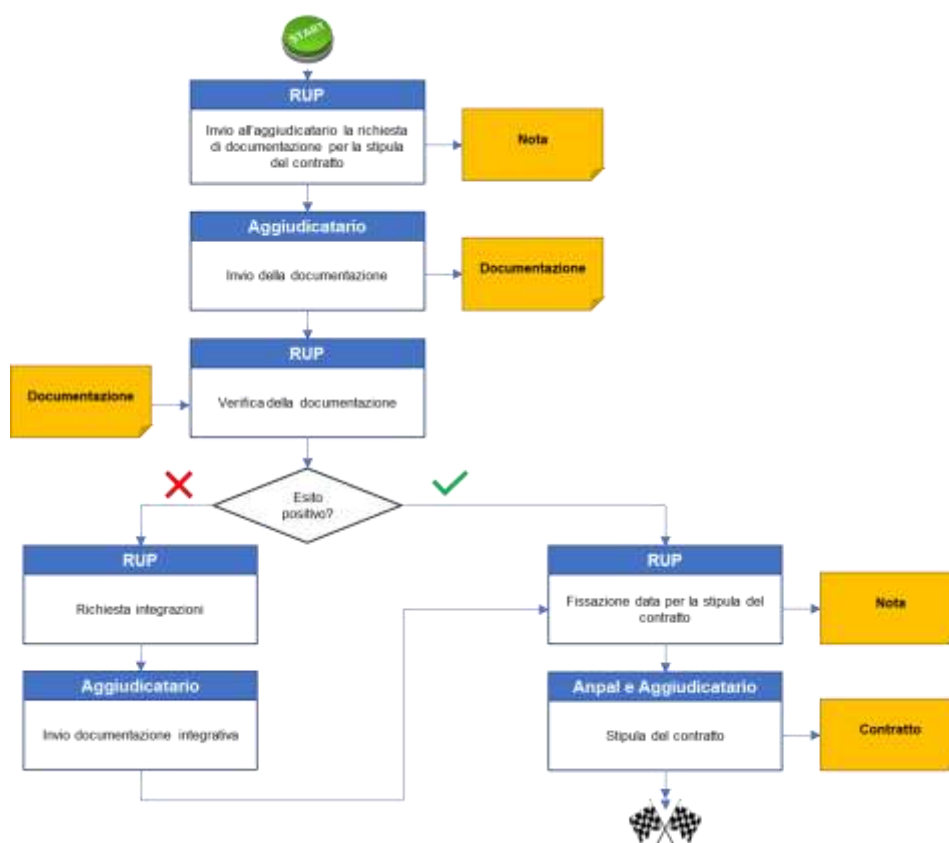 START
RUP
Invio all'aggiudicatario la richiesta
di documentazione per la stipula
del contratto
Nota
Aggiudicatario
Invio della documentazione
Documentazione
RUP
Verifica della documentazione
Documentazione
Esito
positivo?
RUP
Richiesta integrazioni
RUP
Fissazione data per la stipula del
contratto
Nota
Aggiudicatario
Invio documentazione integrativa
Anpal e Aggiudicatario
Stipula del contratto
Contratto